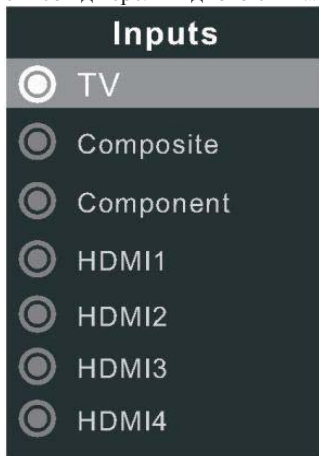 Inputs
TV
Composite
Component
HDMI1
HDMI2
HDMI3
HDMI4